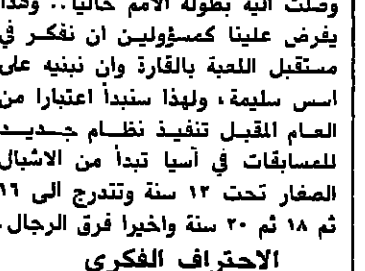 وصلت اليه بطولة الامم حاليا.. وهذا
يفرض علينا كمسؤولين ان نفكر في
مستقبل اللعبة بالقارة وان نبنيه على
اسس سليمة، ولهذا سنبدأ اعتبارا من
العام المقبل تنفيذ نظام جديد
للمسابقات في آسيا تبدأ من الاشبال
الصغار تحت ١٢ سنة وتتدرج الى ١٦
ثم ١٨ ثم ٢٠ سنة واخيرا فرق الرجال.
الاحتراف الفكري